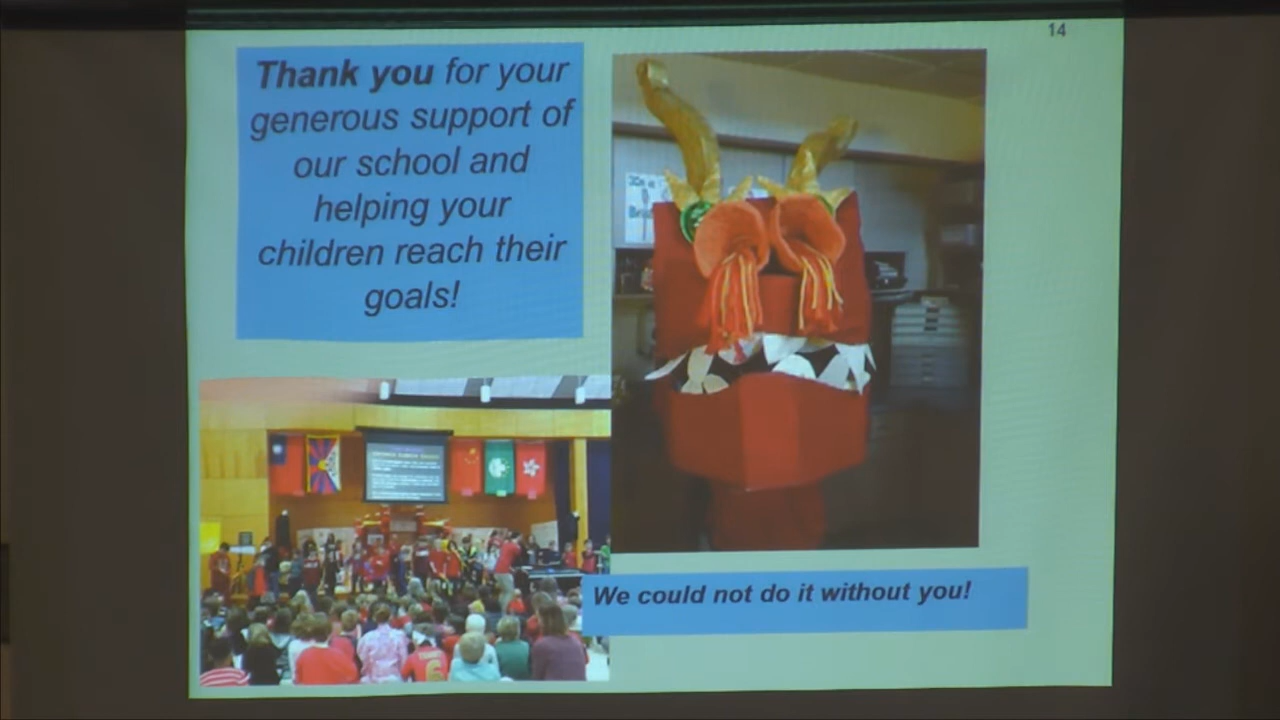 14
Thank you for your
generous support of
our school and
helping your
children reach their
goals!
We could not do it without you!
6